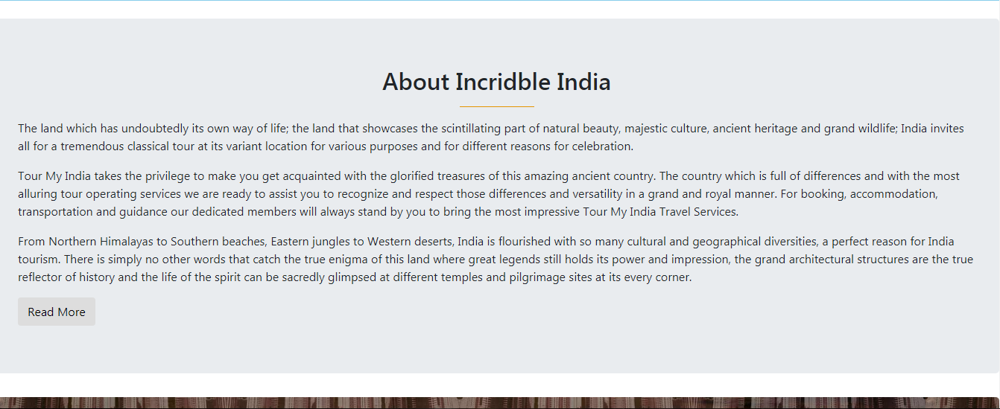 About Incridble India
The land which has undoubtedly its own way of life; the land that showcases the scintillating part of natural beauty, majestic culture, ancient heritage and grand wildlife; India invites
all for a tremendous classical tour at its variant location for various purposes and for different reasons for celebration.
Tour My India takes the privilege to make you get acquainted with the glorified treasures of this amazing ancient country. The country which is full of differences and with the most
alluring tour operating services we are ready to assist you to recognize and respect those differences and versatility in a grand and royal manner. For booking, accommodation,
transportation and guidance our dedicated members will always stand by you to bring the most impressive Tour My India Travel Services.
From Northern Himalayas to Southern beaches, Eastern jungles to Western deserts, India is flourished with so many cultural and geographical diversities, a perfect reason for India
tourism. There is simply no other words that catch the true enigma of this land where great legends still holds its power and impression, the grand architectural structures are the true
reflector of history and the life of the spirit can be sacredly glimpsed at different temples and pilgrimage sites at its every corner.
Read More